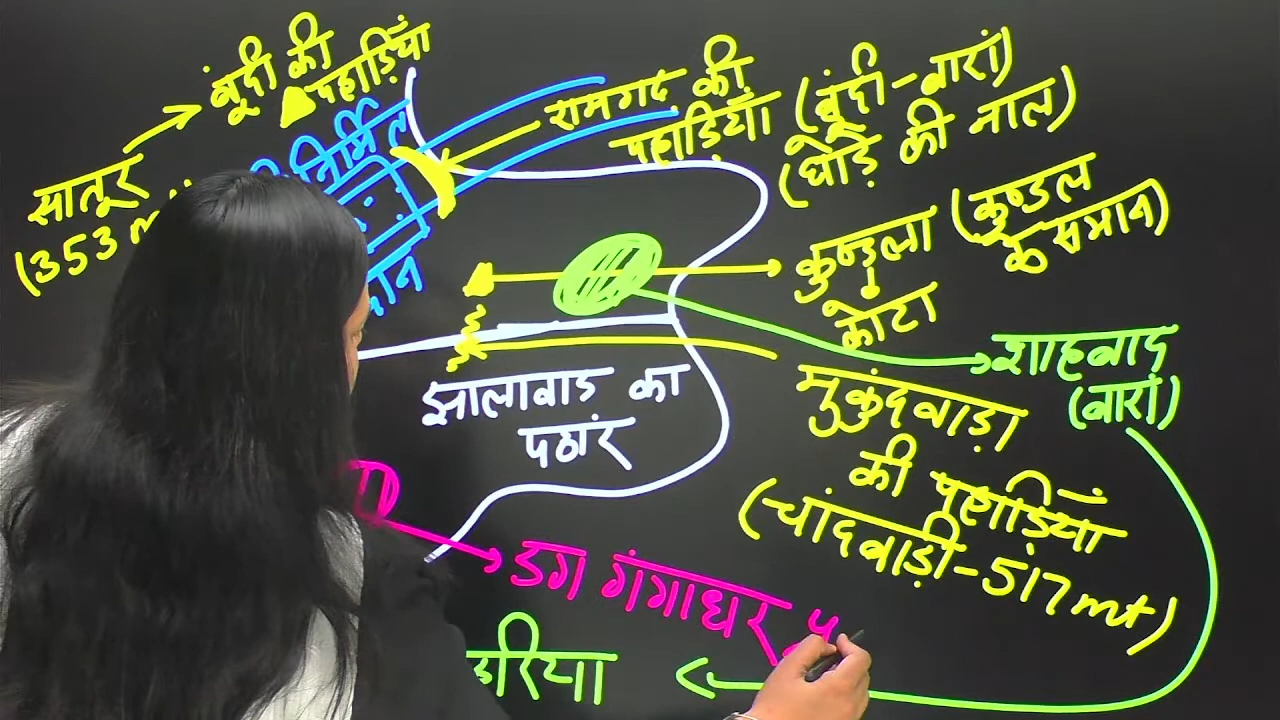 बूंदी की
पहाड़ियाँ
सातूर
(353 m
निर्मित
रामगढ की
पहाड़ियाँ
(बूंदी-बारां)
(घोड़े की नाल)
कुण्डला
(कुण्डल
के समान)
कोटा
शाहबाद
(बारां)
झालावाड का
पठार
मुकुंदवाड़ा
की पहाड़ियाँ
(चांदवाड़ी-517mt)
डग गंगाधर